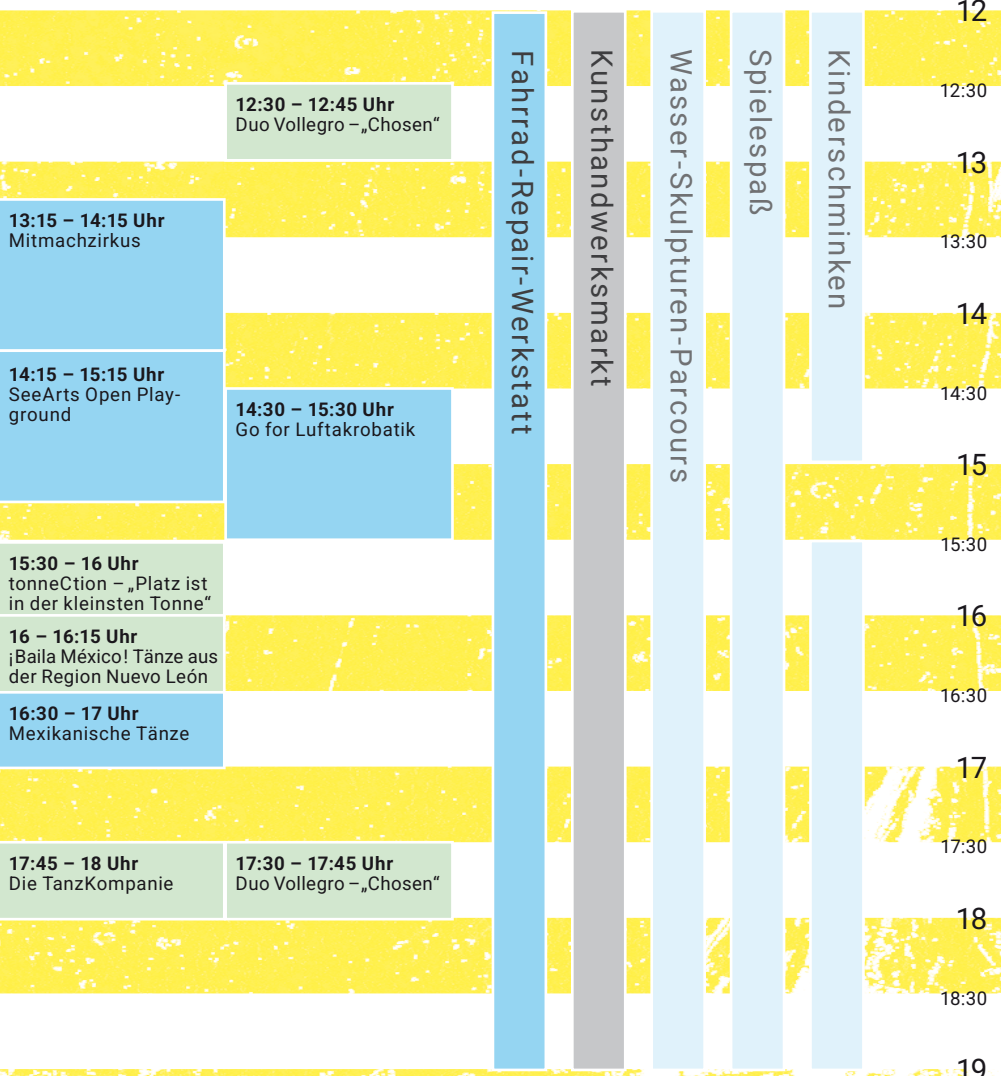 12:30 – 12:45 Uhr
Duo Vollegro – „Chosen“
13:15 – 14:15 Uhr
Mitmachzirkus
14:15 – 15:15 Uhr
SeeArts Open Play-
ground
14:30 – 15:30 Uhr
Go for Luftakrobatik
15:30 – 16 Uhr
tonneCtion – „Platz ist
in der kleinsten Tonne“
16 – 16:15 Uhr
¡Baila México! Tänze aus
der Region Nuevo León
16:30 – 17 Uhr
Mexikanische Tänze
17:45 – 18 Uhr
Die TanzKompanie
17:30 – 17:45 Uhr
Duo Vollegro – „Chosen“
Fahrrad-Repair-Werkstatt
Kunsthandwerksmarkt
Wasser-Skulpturen-Parcours
Spielespaß
Kinderschminken
12
12:30
13
13:30
14
14:30
15
15:30
16
16:30
17
17:30
18
18:30
19